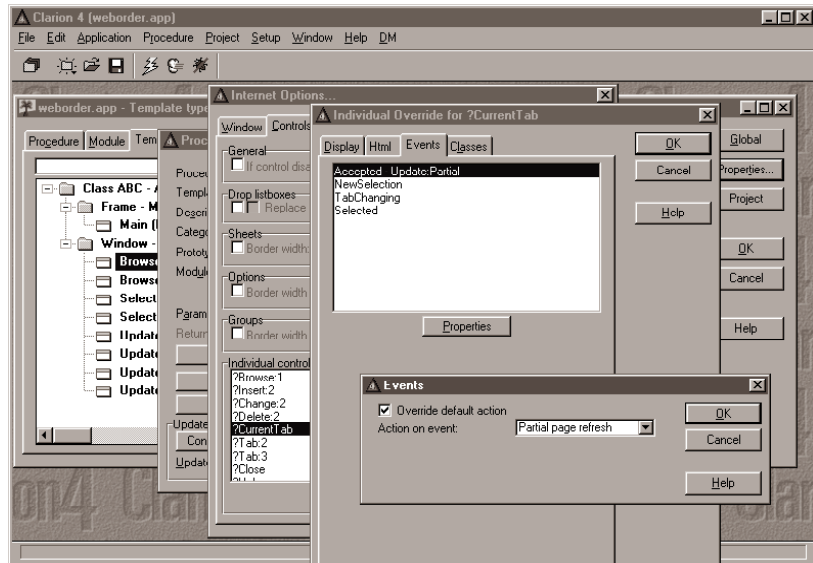 Clarion 4 (weborder.app)
File Edit Application Procedure Project Setup Window Help DM
weborder.app - Template type
Procedure Module Tem
Class ABC -
Frame - M
Main (
Window -
Browse
Browse
Select
Select
Update
Update
Update
Update
Global
Properties...
Project
OK
Cancel
Help
Proc
Templ
Descri
Catego
Protot
Module
Param
Return
Update
Con
Updat
Internet Options...
Window Controls
General
If control disa
Drop listboxes
Replace
Sheets
Border width:
Options
Border width
Groups
Border width
Individual control
?Browse:1
?Insert:2
?Change:2
?Delete:2
?CurrentTab
?Tab:2
?Tab:3
?Close
Individual Override for ?CurrentTab
Display Html Events Classes
Accepted Update:Partial
NewSelection
TabChanging
Selected
Properties
OK
Cancel
Help
Events
Override default action
Action on event: Partial page refresh
OK
Cancel
Help
on4 Clar